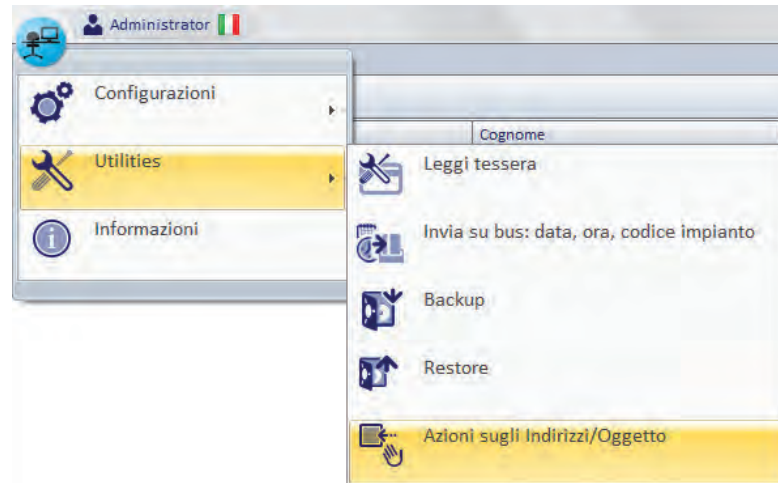 Administrator
Configurazioni
Cognome
Utilities
Leggi tessera
Informazioni
Invia su bus: data, ora, codice impianto
Backup
Restore
Azioni sugli Indirizzi/Oggetto